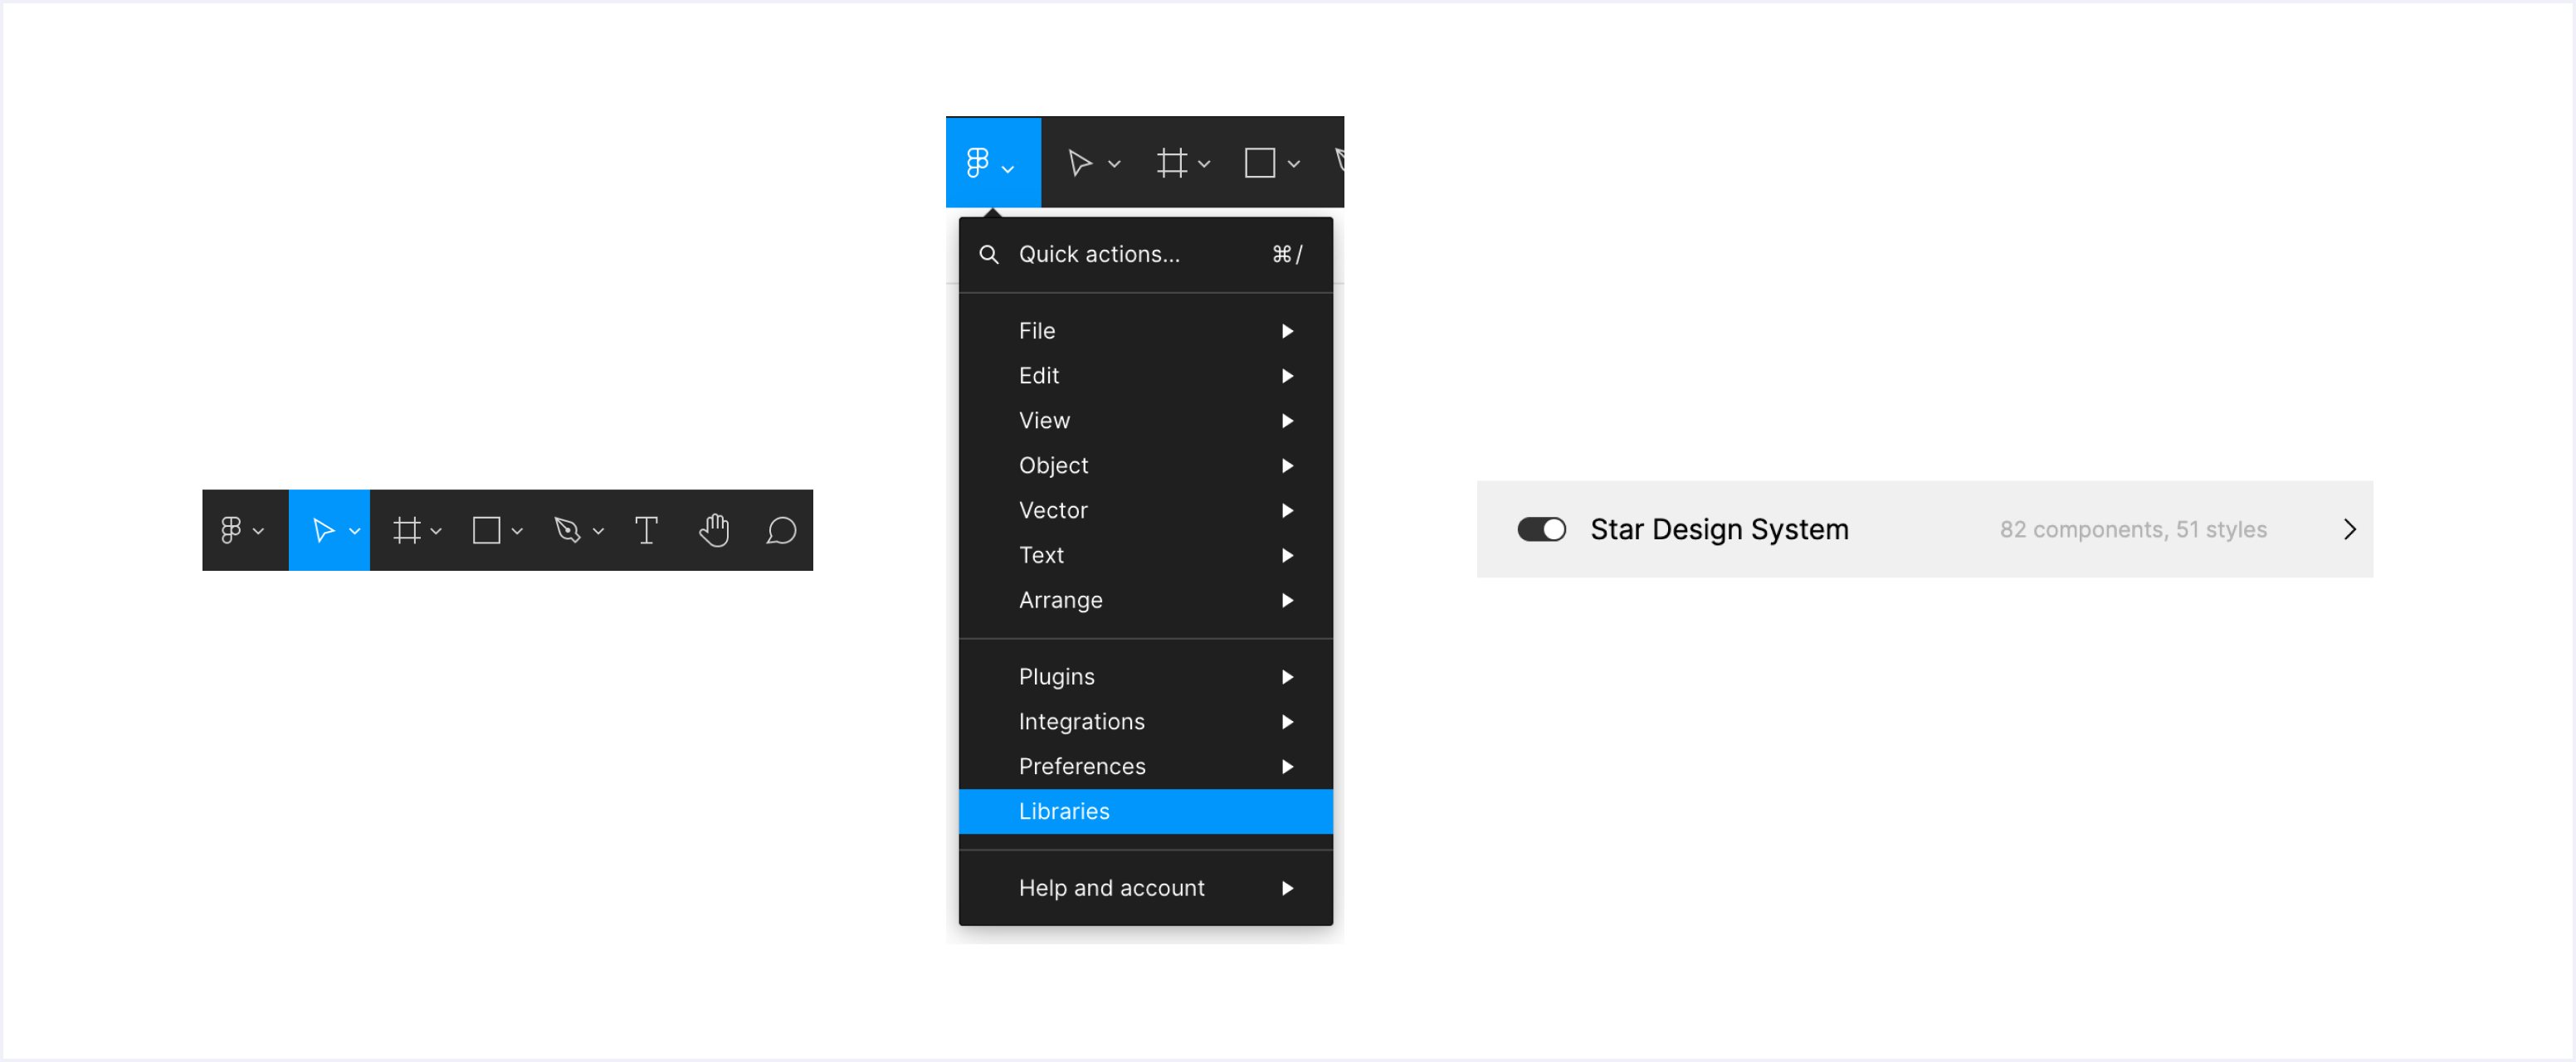 Quick actions... ⌘/
File
Edit
View
Object
Vector
Text
Arrange
Plugins
Integrations
Preferences
Libraries
Help and account
Star Design System 82 components, 51 styles